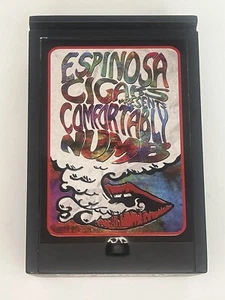 ESPINOSA
CIGARS
PRESENTS
COMFORTABLY
NUMB